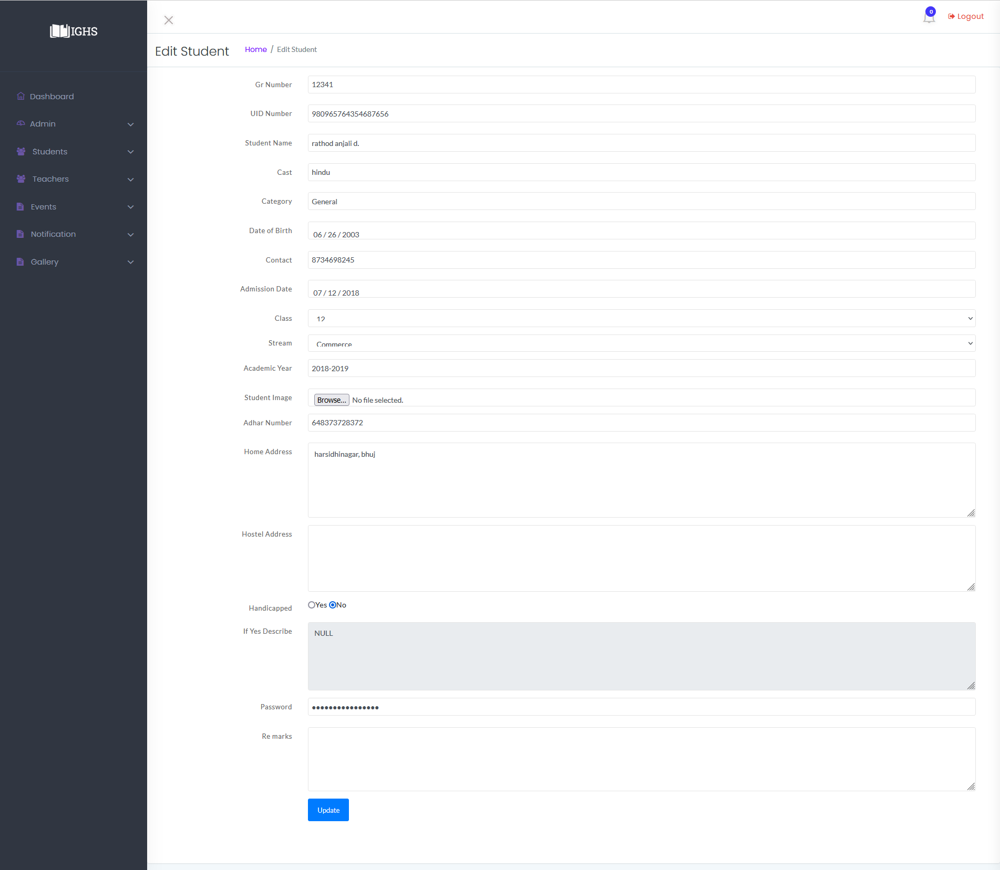 IGHS
0
Logout
Edit Student
Home / Edit Student
Dashboard
Admin
Students
Teachers
Events
Notification
Gallery
Gr Number 12341
UID Number 980965764354687656
Student Name rathod anjali d.
Cast hindu
Category General
Date of Birth 06 / 26 / 2003
Contact 8734698245
Admission Date 07 / 12 / 2018
Class 12
Stream Commerce
Academic Year 2018-2019
Student Image Browse... No file selected.
Adhar Number 648373728372
Home Address harsidhinagar, bhuj
Hostel Address
Handicapped Yes No
If Yes Describe NULL
Password ••••••••••••••••
Re marks
Update